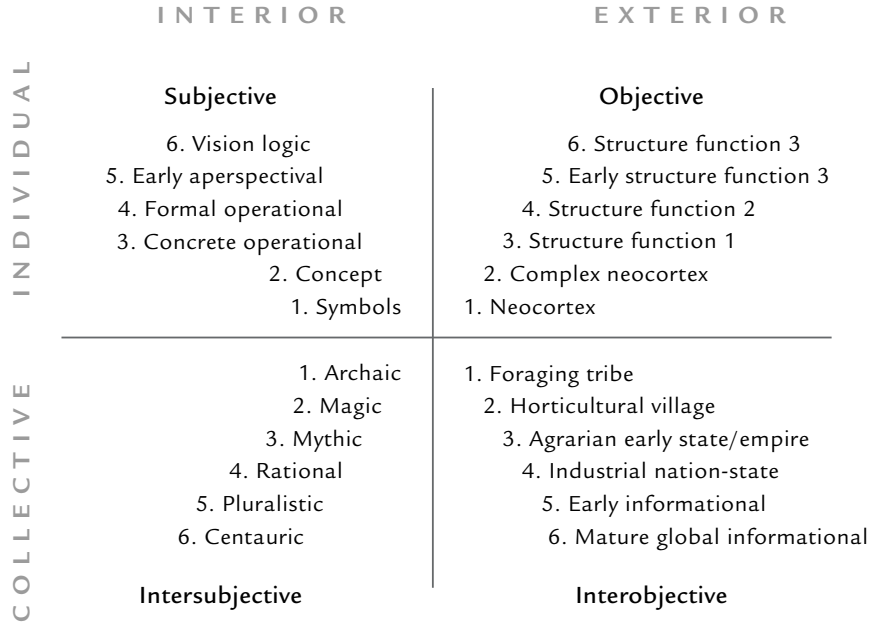 INTERIOR
EXTERIOR
INDIVIDUAL
Subjective
6. Vision logic
5. Early aperspectival
4. Formal operational
3. Concrete operational
2. Concept
1. Symbols
Objective
6. Structure function 3
5. Early structure function 3
4. Structure function 2
3. Structure function 1
2. Complex neocortex
1. Neocortex
COLLECTIVE
1. Archaic
2. Magic
3. Mythic
4. Rational
5. Pluralistic
6. Centauric
Intersubjective
1. Foraging tribe
2. Horticultural village
3. Agrarian early state/empire
4. Industrial nation-state
5. Early informational
6. Mature global informational
Interobjective